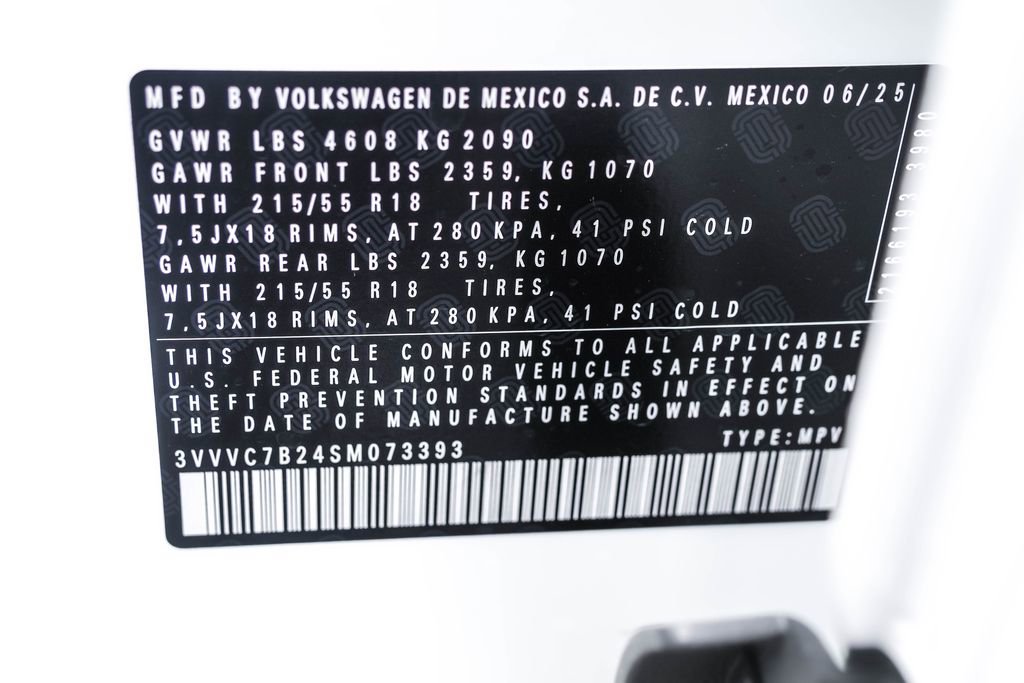 MFD BY VOLKSWAGEN DE MEXICO S.A. DE C.V. MEXICO 06/25
GVWR LBS 4608 KG 2090
GAWR FRONT LBS 2359, KG 1070
WITH 215/55 R18 TIRES,
7,5JX18 RIMS, AT 280 KPA, 41 PSI COLD
GAWR REAR LBS 2359, KG 1070
WITH 215/55 R18 TIRES,
7,5JX18 RIMS, AT 280 KPA, 41 PSI COLD
THIS VEHICLE CONFORMS TO ALL APPLICABLE
U.S. FEDERAL MOTOR VEHICLE SAFETY AND
THEFT PREVENTION STANDARDS IN EFFECT ON
THE DATE OF MANUFACTURE SHOWN ABOVE.
TYPE:MPV
3VVVC7B24SM073393
2166193 3980